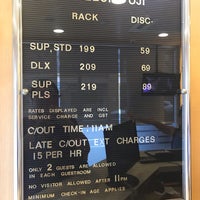 RACK DISC-
SUP,STD 199 59
DLX 209 69
SUP 219 89
PLS
RATES DISPLAYED ARE INCL
SERVICE CHARGE AND GST
C/OUT TIME:11AM
LATE C/OUT EXT CHARGES
15 PER HR
ONLY 2 GUESTS ARE ALLOWED
IN EACH GUESTROOM
NO VISITOR ALLOWED AFTER 11PM
MINIMUM CHECK-IN AGE APPLIES